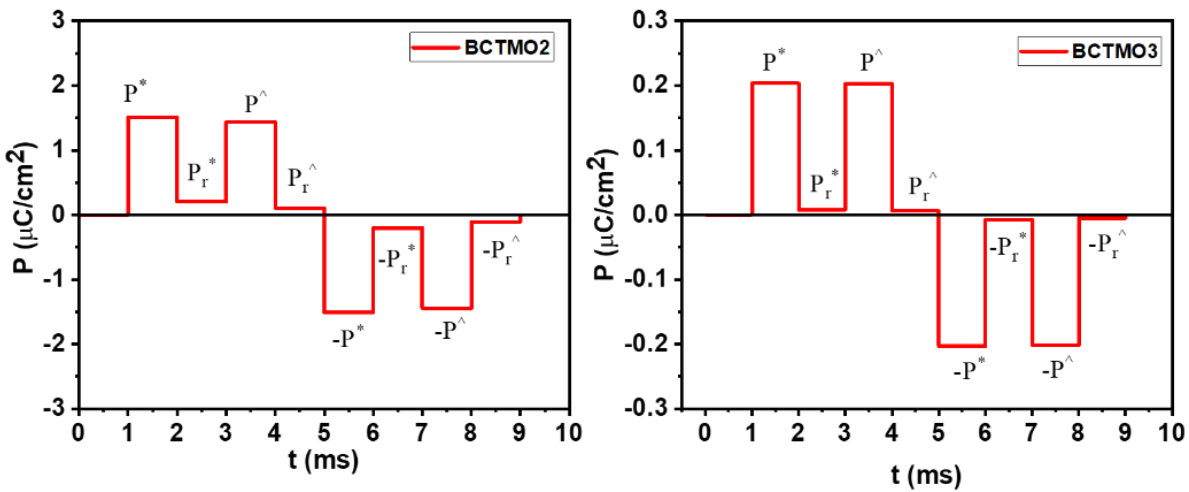 BCTMO2
P (μC/cm²)
3
2
1
0
-1
-2
-3
P*
Pr*
P^
Pr^
-P*
-Pr*
-P^
-Pr^
0 1 2 3 4 5 6 7 8 9 10
t (ms)
BCTMO3
P (μC/cm²)
0.3
0.2
0.1
0.0
-0.1
-0.2
-0.3
P*
Pr*
P^
Pr^
-P*
-Pr*
-P^
-Pr^
0 1 2 3 4 5 6 7 8 9 10
t (ms)